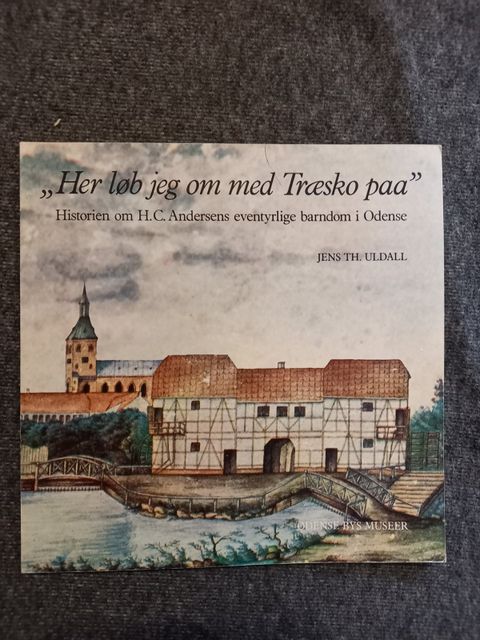 „Her løb jeg om med Træsko paa”
Historien om H.C. Andersens eventyrlige barndom i Odense
JENS TH. ULDALL
ODENSE BYS MUSEER